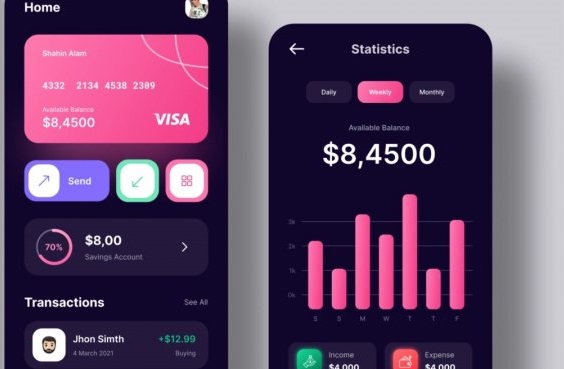 Home
Shahin Alam
4332 2134 4538 2389
Available Balance
$8,4500
VISA
Send
70%
$8,00
Savings Account
Transactions
See All
Jhon Simth
+$12.99
4 March 2021
Buying
Statistics
Daily
Weekly
Monthly
Available Balance
$8,4500
3k
2k
1k
0k
S S M W T T F
Income
$4,000
Expense
$4,000